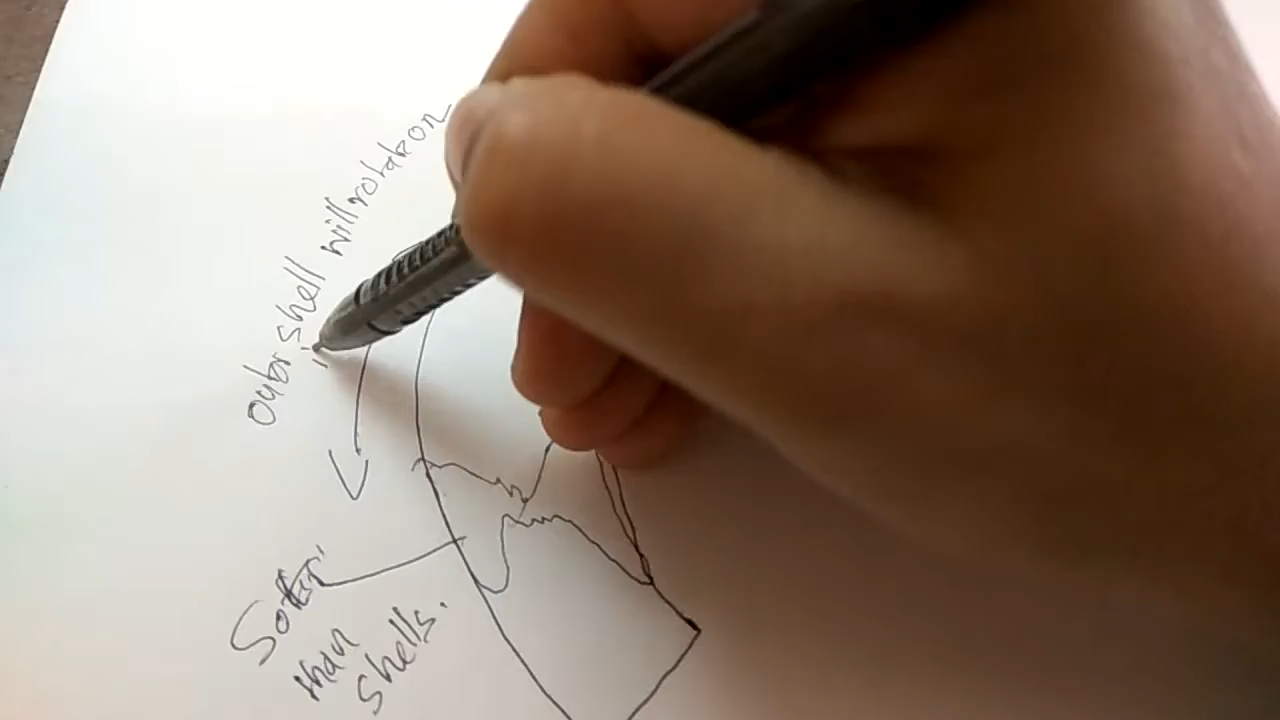 outer shell will rotate on
i
Softer
than
shells.